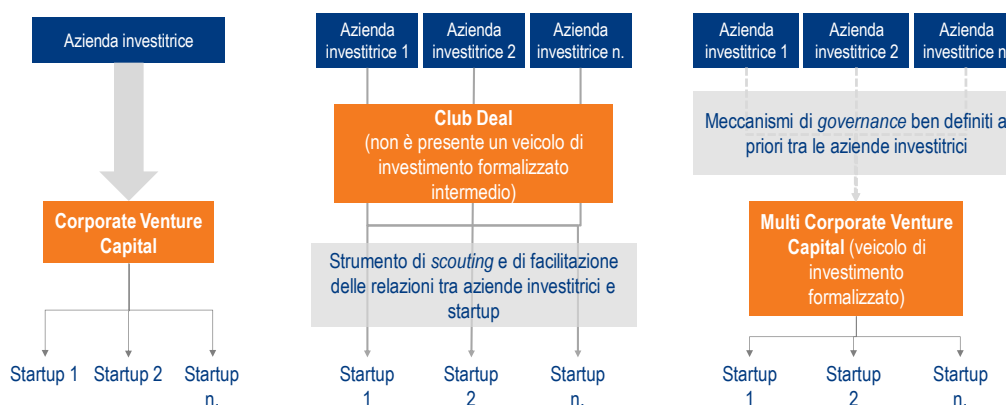 Azienda investitrice
Corporate Venture
Capital
Startup 1
Startup 2
Startup
n.
Azienda
investitrice 1
Azienda
investitrice 2
Azienda
investitrice n.
Club Deal
(non è presente un veicolo di
investimento formalizzato
intermedio)
Strumento di scouting e di facilitazione
delle relazioni tra aziende investitrici e
startup
Startup
1
Startup
2
Startup
n.
Azienda
investitrice 1
Azienda
investitrice 2
Azienda
investitrice n
Meccanismi di governance ben definiti a
priori tra le aziende investitrici
Multi Corporate Venture
Capital (veicolo di
investimento
formalizzato)
Startup
1
Startup
2
Startup
n.